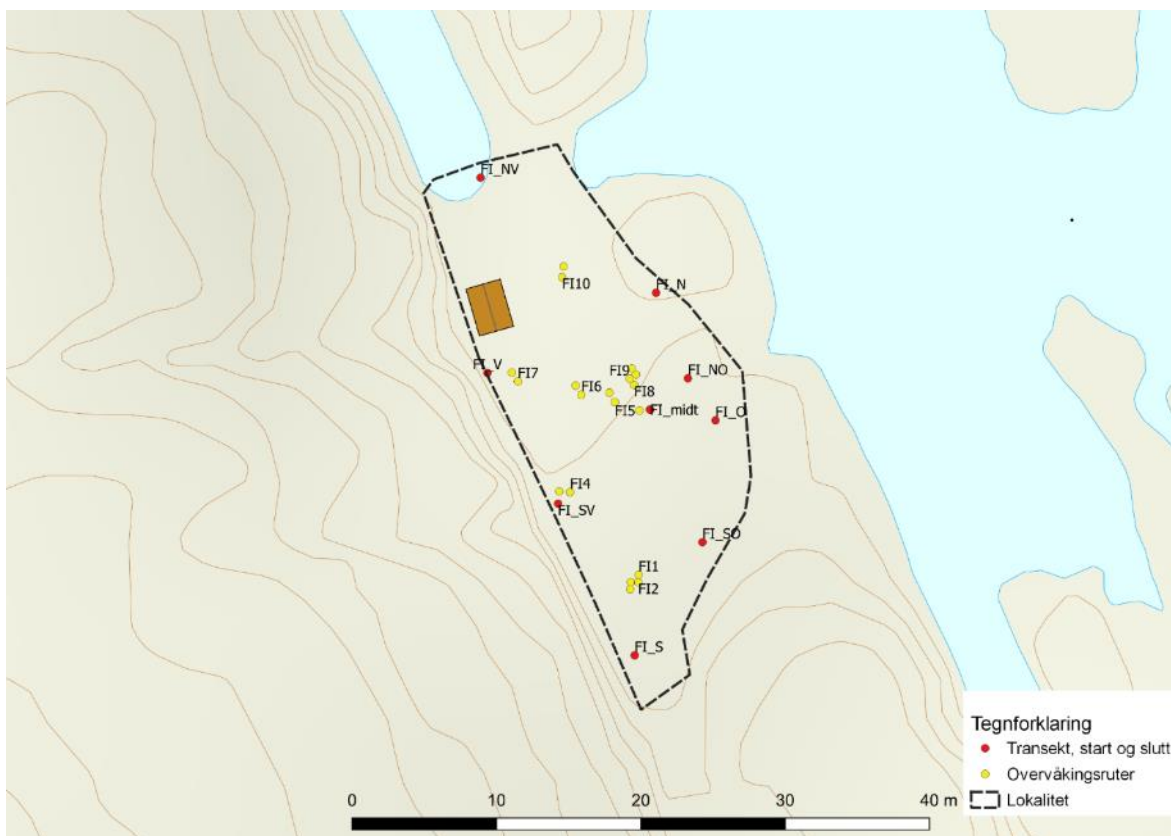 FI_NV
FI10
FI_N
FI_V
FI7
FI9
FI_NO
FI6
FI8
FI5
FI_midt
FI_O
FI4
FI_SV
FI_SO
FI1
FI2
FI_S
Tegnforklaring
Transekt, start og slutt
Overvåkingsruter
Lokalitet
0 10 20 30 40 m